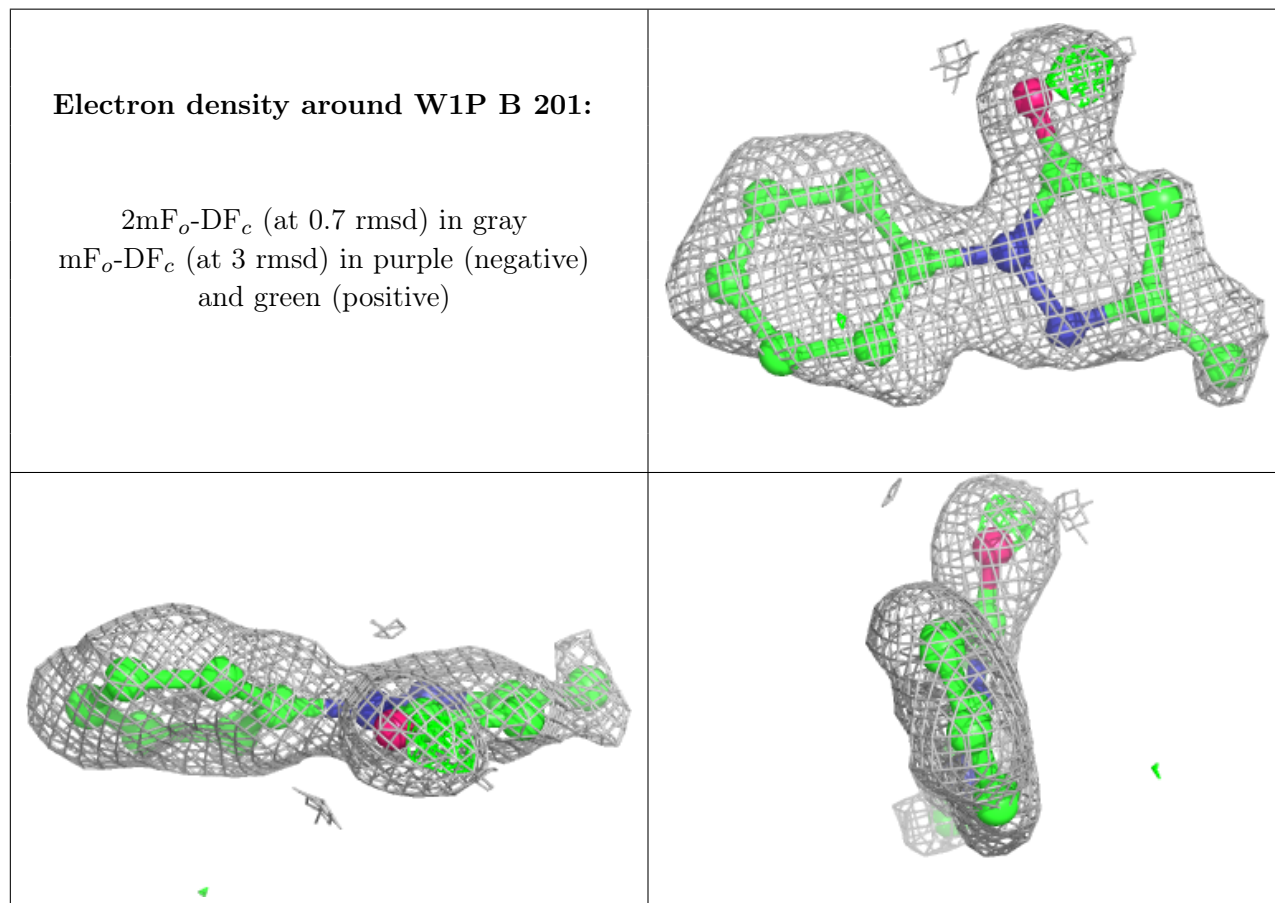 Electron density around W1P B 201:
2mFo-DFc (at 0.7 rmsd) in gray
mFo-DFc (at 3 rmsd) in purple (negative)
and green (positive)